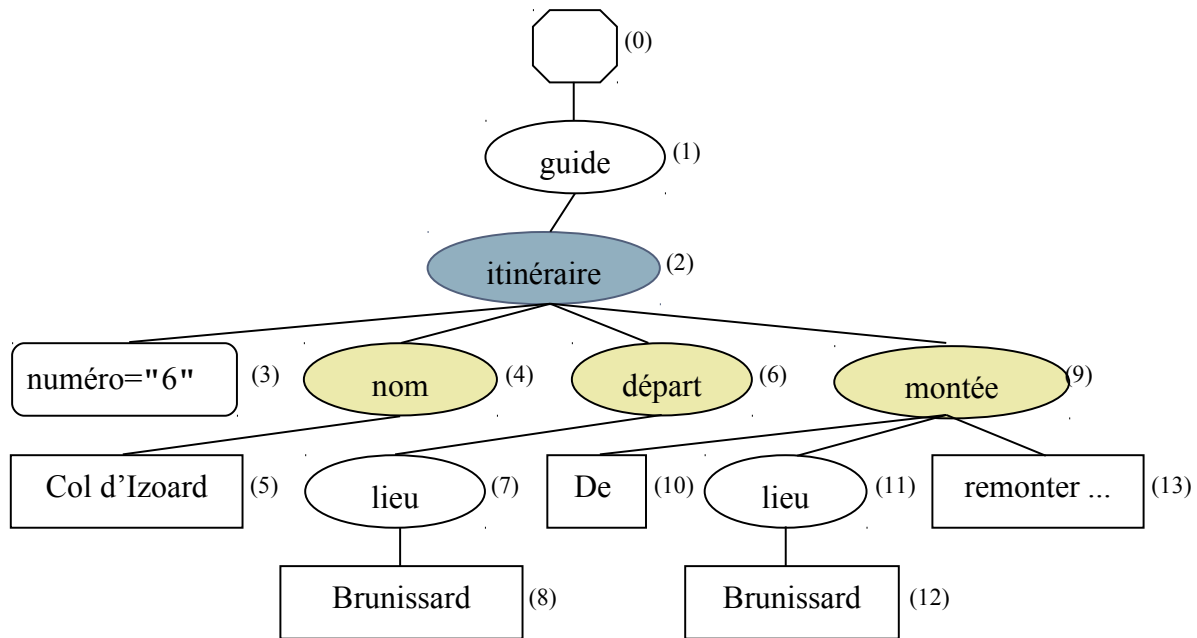 (0)
guide (1)
itinéraire (2)
numéro="6" (3) nom (4) départ (6) montée (9)
Col d’Izoard (5) lieu (7) De (10) lieu (11) remonter ... (13)
Brunissard (8) Brunissard (12)